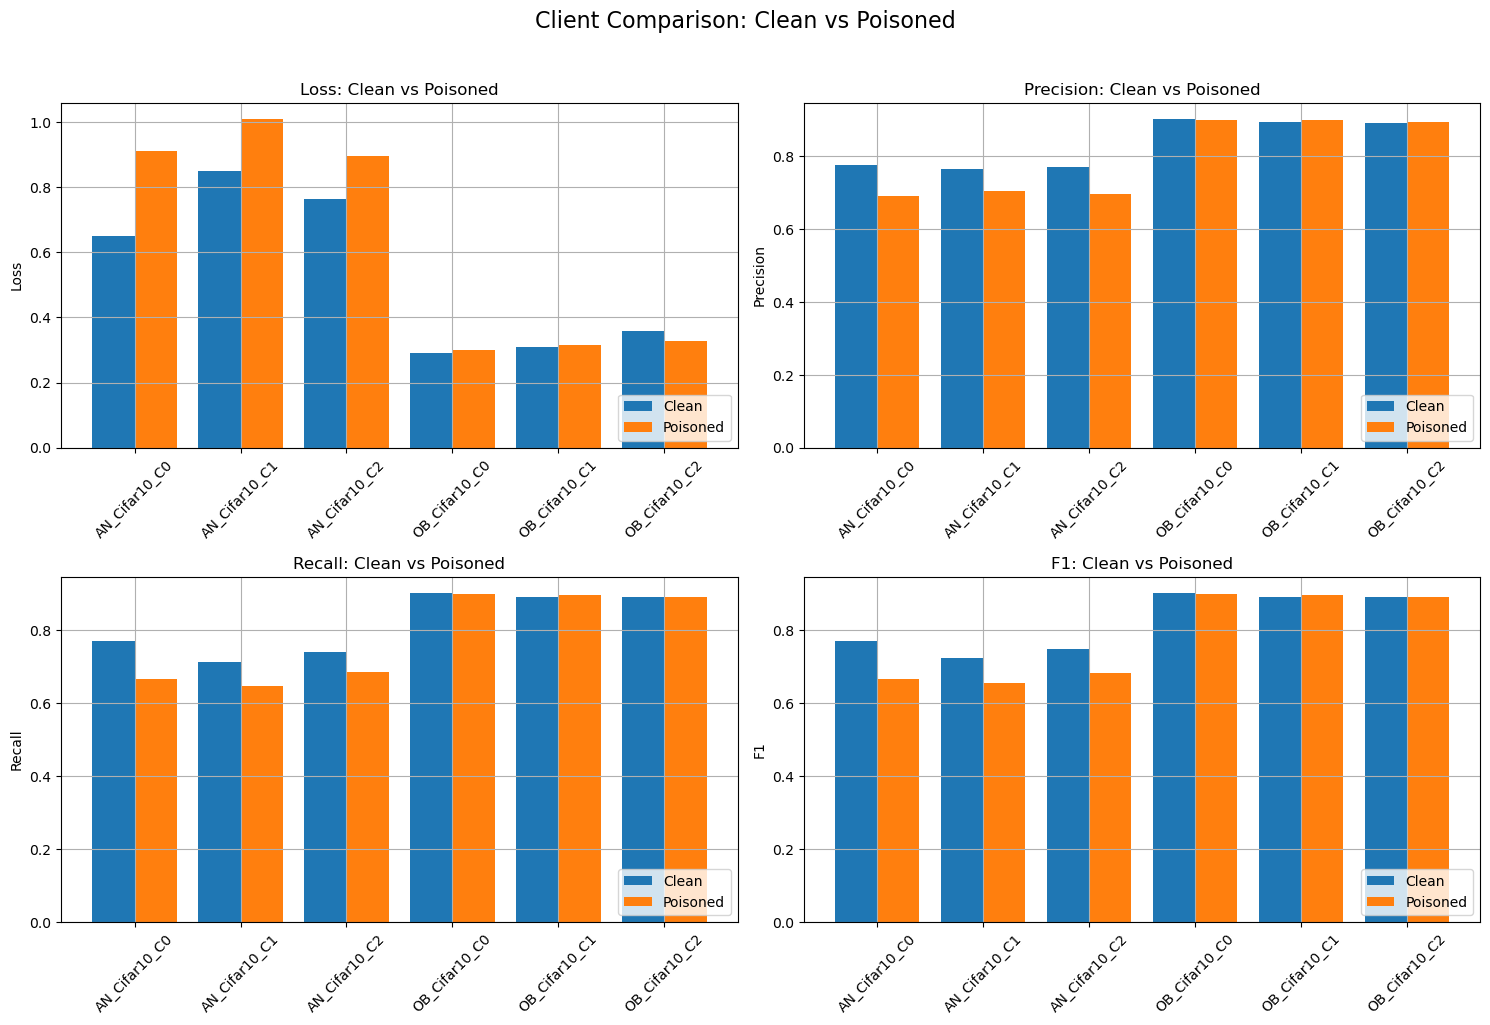 Client Comparison: Clean vs Poisoned
Loss: Clean vs Poisoned
Loss
1.0
0.8
0.6
0.4
0.2
0.0
Clean
Poisoned
AN_Cifar10_C0
AN_Cifar10_C1
AN_Cifar10_C2
OB_Cifar10_C0
OB_Cifar10_C1
OB_Cifar10_C2
Precision: Clean vs Poisoned
Precision
0.8
0.6
0.4
0.2
0.0
Clean
Poisoned
AN_Cifar10_C0
AN_Cifar10_C1
AN_Cifar10_C2
OB_Cifar10_C0
OB_Cifar10_C1
OB_Cifar10_C2
Recall: Clean vs Poisoned
Recall
0.8
0.6
0.4
0.2
0.0
Clean
Poisoned
AN_Cifar10_C0
AN_Cifar10_C1
AN_Cifar10_C2
OB_Cifar10_C0
OB_Cifar10_C1
OB_Cifar10_C2
F1: Clean vs Poisoned
F1
0.8
0.6
0.4
0.2
0.0
Clean
Poisoned
AN_Cifar10_C0
AN_Cifar10_C1
AN_Cifar10_C2
OB_Cifar10_C0
OB_Cifar10_C1
OB_Cifar10_C2